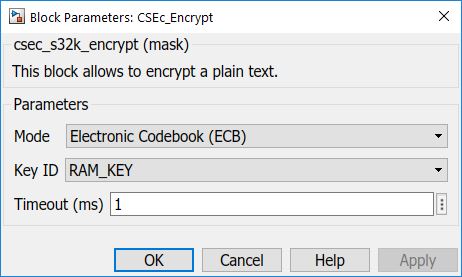 Block Parameters: CSEc_Encrypt
csec_s32k_encrypt (mask)
This block allows to encrypt a plain text.
Parameters
Mode Electronic Codebook (ECB)
Key ID RAM_KEY
Timeout (ms) 1
OK Cancel Help Apply